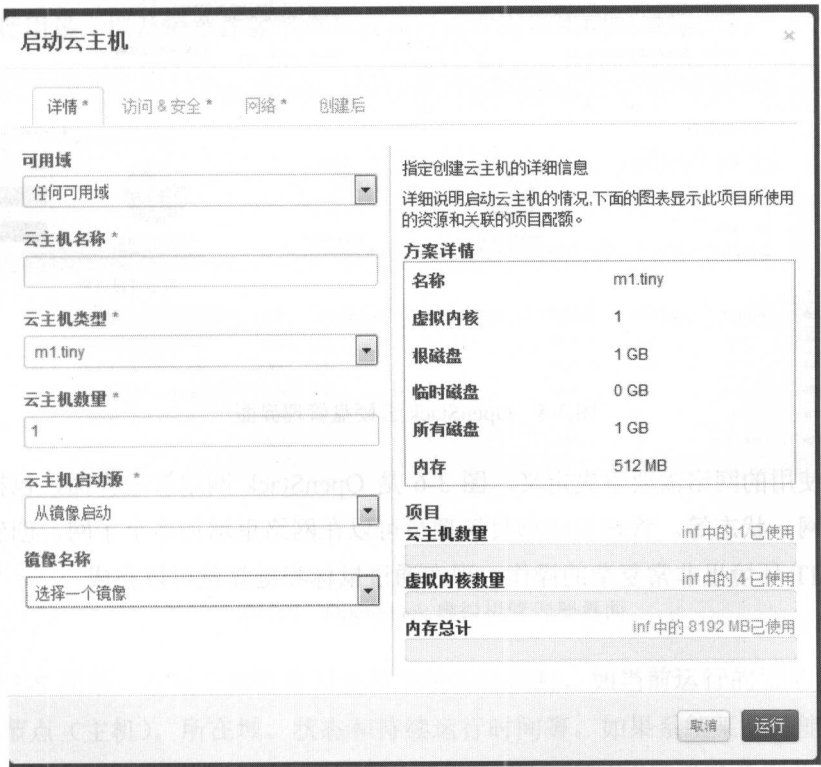 启动云主机
×
详情 *
访问 & 安全 *
网络 *
创建后
可用域
任何可用域
云主机名称 *
云主机类型 *
m1.tiny
云主机数量 *
1
云主机启动源 *
从镜像启动
镜像名称
选择一个镜像
指定创建云主机的详细信息
详细说明启动云主机的情况,下面的图表显示此项目所使用
的资源和关联的项目配额。
方案详情
名称 m1.tiny
虚拟内核 1
根磁盘 1 GB
临时磁盘 0 GB
所有磁盘 1 GB
内存 512 MB
项目
云主机数量 inf 中的 1 已使用
虚拟内核数量 inf 中的 4 已使用
内存总计 inf 中的 8192 MB已使用
取消
运行